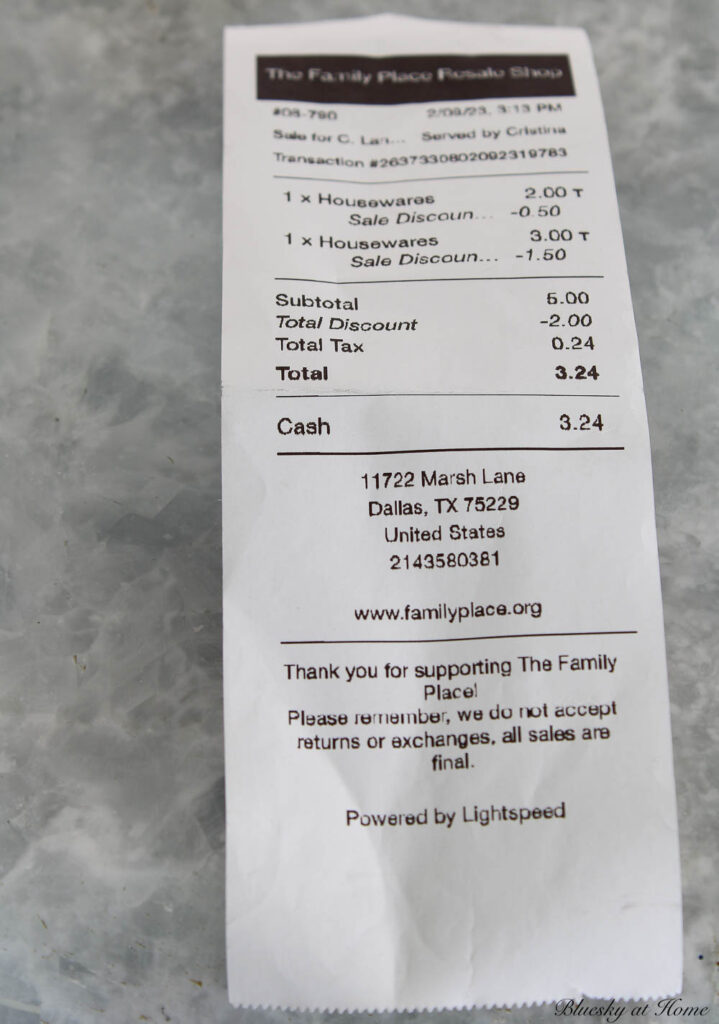 The Family Place Resale Shop
#08-790 2/09/23, 3:13 PM
Sale for C. Lan... Served by Cristina
Transaction #2637330802092319783
1 x Housewares 2.00 T
Sale Discoun... -0.50
1 x Housewares 3.00 T
Sale Discoun... -1.50
Subtotal 5.00
Total Discount -2.00
Total Tax 0.24
Total 3.24
Cash 3.24
11722 Marsh Lane
Dallas, TX 75229
United States
2143580381
www.familyplace.org
Thank you for supporting The Family
Place!
Please remember, we do not accept
returns or exchanges, all sales are
final.
Powered by Lightspeed
Bluesky at Home